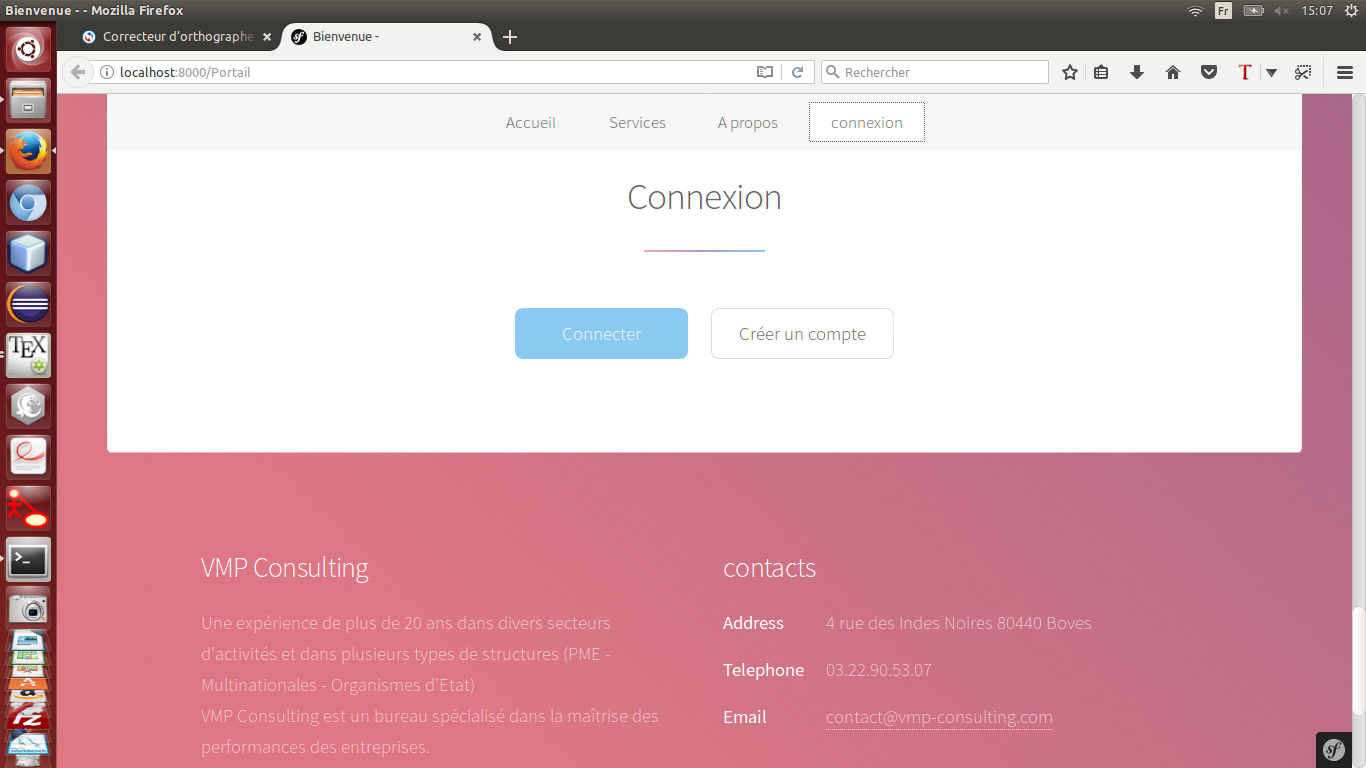 Bienvenue - - Mozilla Firefox
Fr
15:07
Correcteur d'orthographe
Bienvenue -
localhost:8000/Portail
Rechercher
T
Accueil
Services
A propos
connexion
Connexion
Connecter
Créer un compte
TEX
VMP Consulting
Une expérience de plus de 20 ans dans divers secteurs
d'activités et dans plusieurs types de structures (PME -
Multinationales - Organismes d'Etat)
VMP Consulting est un bureau spécialisé dans la maîtrise des
performances des entreprises.
contacts
Address
4 rue des Indes Noires 80440 Boves
Telephone
03.22.90.53.07
Email
contact@vmp-consulting.com
sf